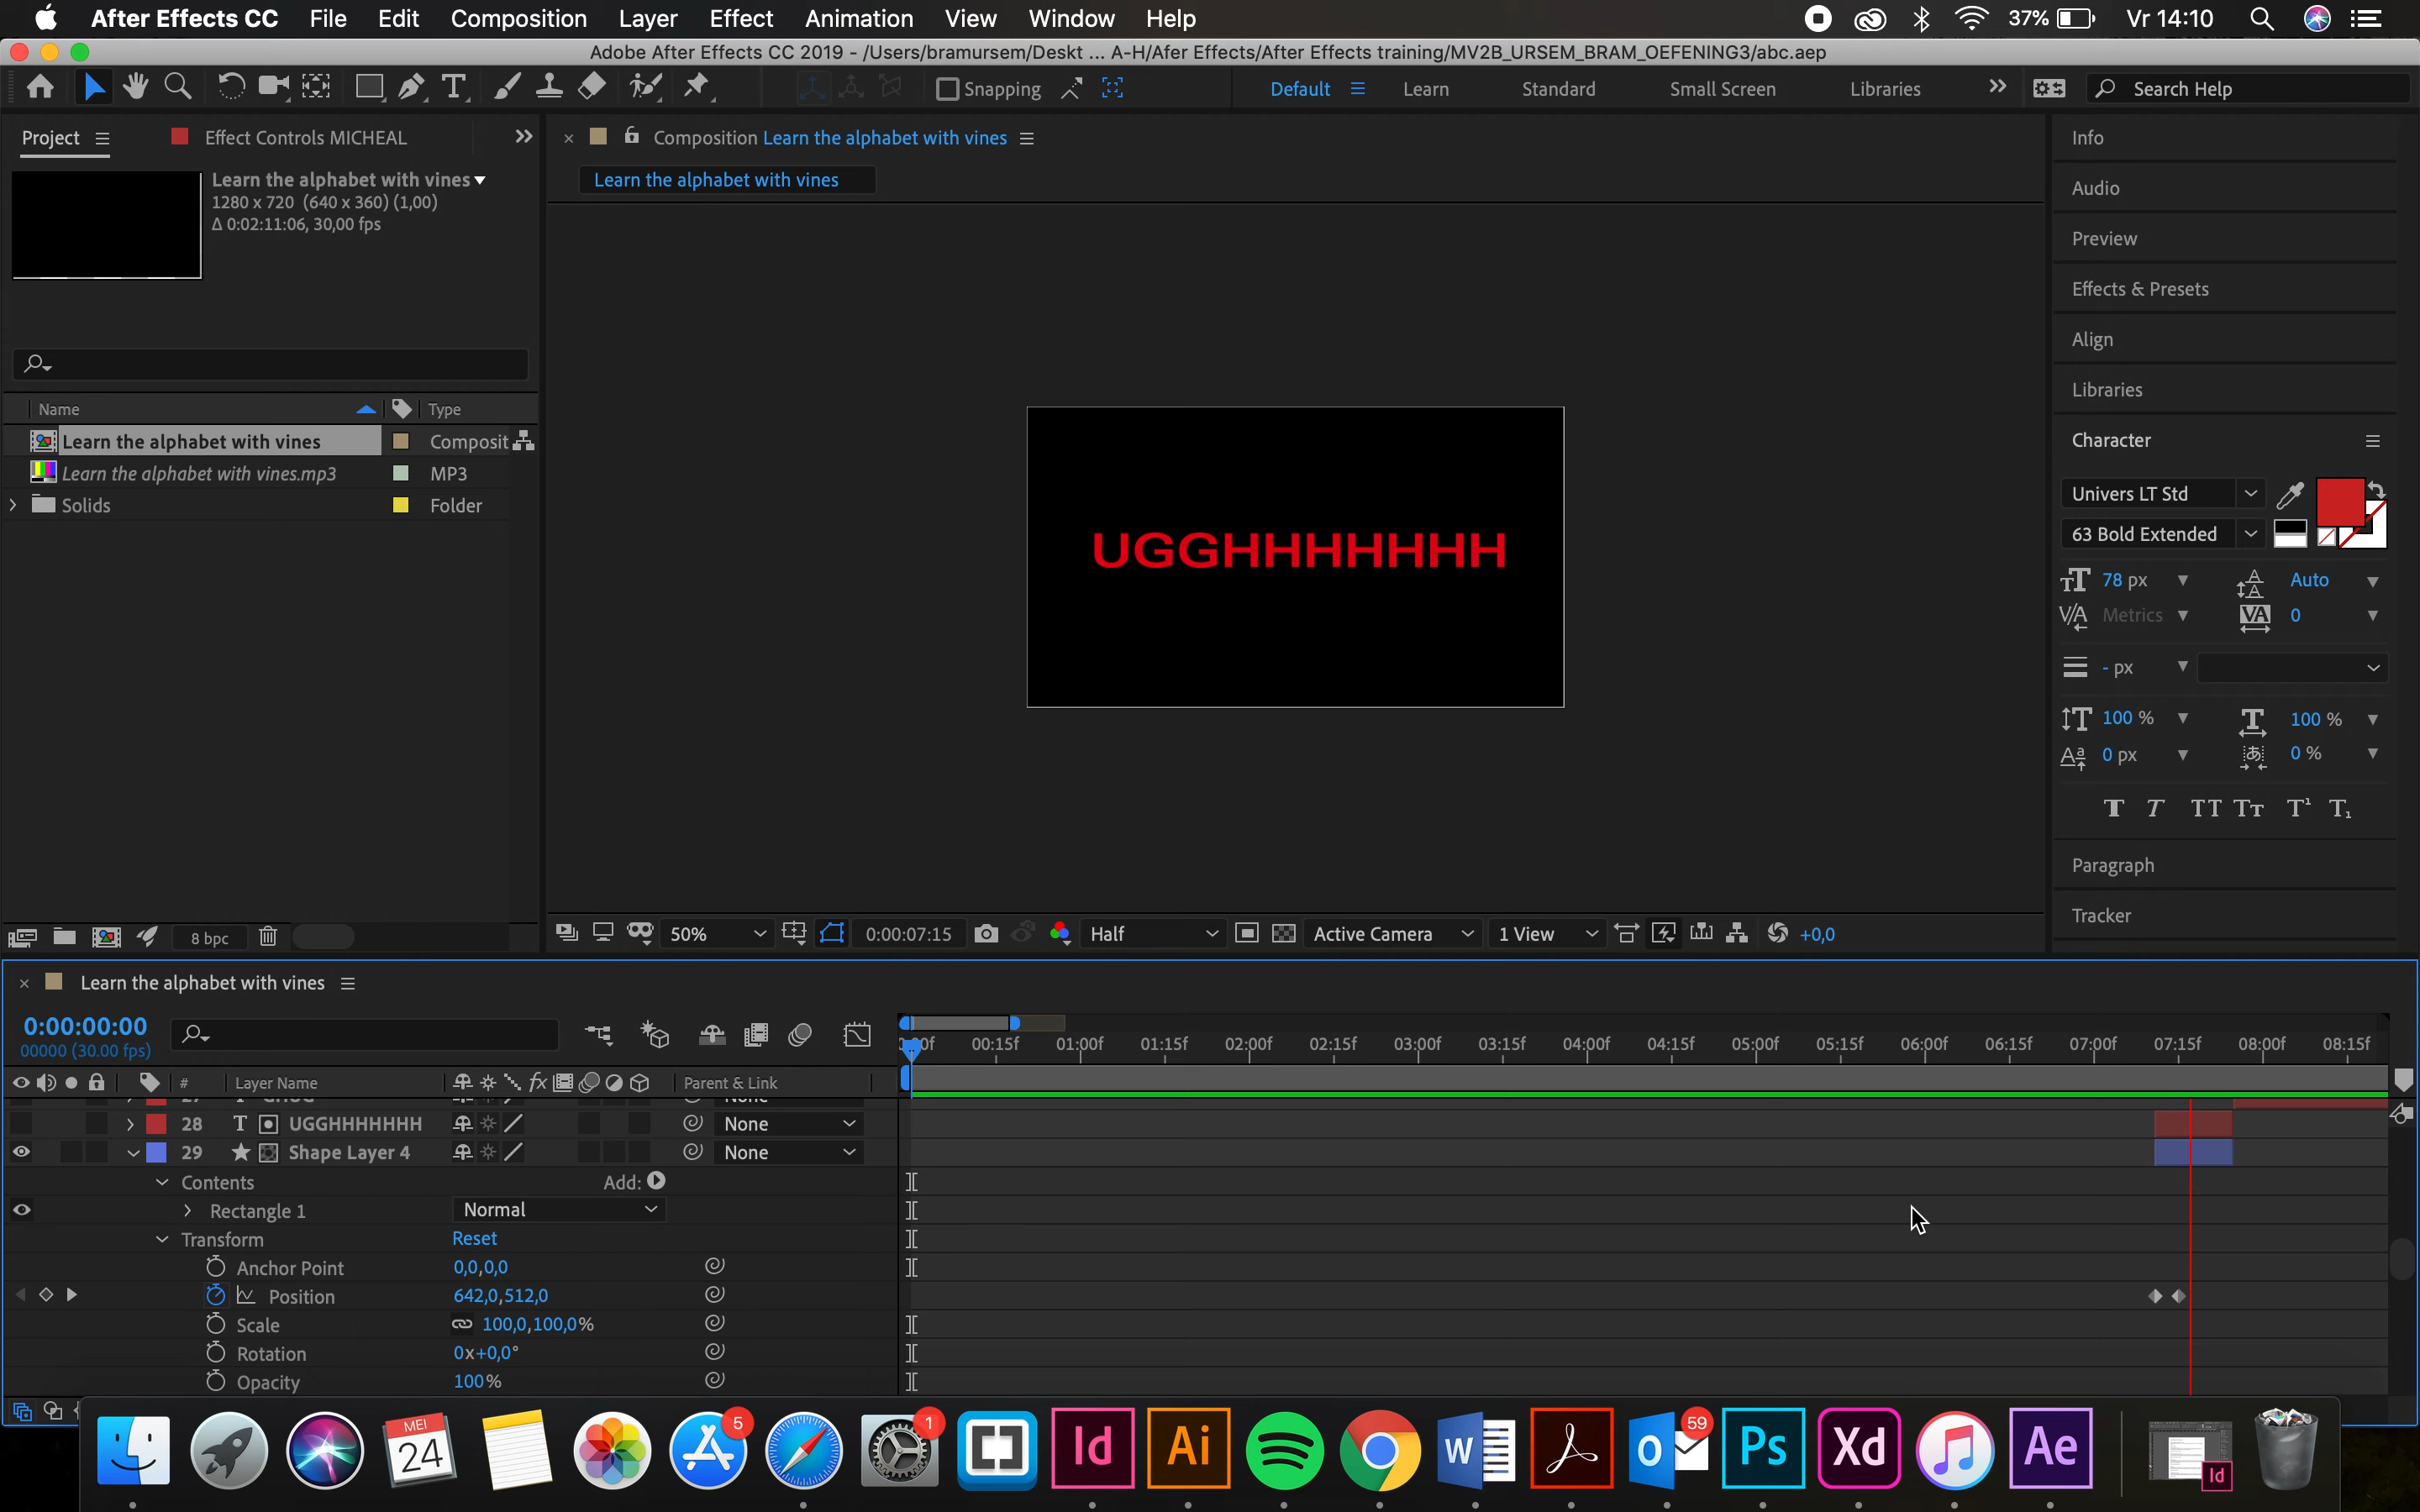 After Effects CC File Edit Composition Layer Effect Animation View Window Help 37% Vr 14:10
Adobe After Effects CC 2019 - /Users/bramursem/Deskt ... A-H/Afer Effects/After Effects training/MV2B_URSEM_BRAM_OEFENING3/abc.aep
Snapping Default Learn Standard Small Screen Libraries Search Help
Project Effect Controls MICHEAL
Learn the alphabet with vines
1280 x 720 (640 x 360) (1,00)
Δ 0:02:11:06, 30,00 fps
Name Type
Learn the alphabet with vines Composit
Learn the alphabet with vines.mp3 MP3
Solids Folder
8 bpc
Composition Learn the alphabet with vines
Learn the alphabet with vines
UGGHHHHHHH
50% 0:00:07:15 Half Active Camera 1 View +0,0
Info
Audio
Preview
Effects & Presets
Align
Libraries
Character
Univers LT Std
63 Bold Extended
78 px Auto
Metrics 0
- px
100 % 100 %
0 px 0 %
T T TT Tт T¹ T₁
Paragraph
Tracker
Learn the alphabet with vines
0:00:00:00
00000 (30.00 fps)
00:15f 01:00f 01:15f 02:00f 02:15f 03:00f 03:15f 04:00f 04:15f 05:00f 05:15f 06:00f 06:15f 07:00f 07:15f 08:00f 08:15f
# Layer Name fx Parent & Link
28 T UGGHHHHHHH None
29 Shape Layer 4 None
Contents Add:
Rectangle 1 Normal
Transform Reset
Anchor Point 0,0,0,0
Position 642,0,512,0
Scale 100,0,100,0%
Rotation 0x+0,0°
Opacity 100%
MEI
24
5
1
Id
Ai
W
O
59
Ps
Xd
Ae
Id